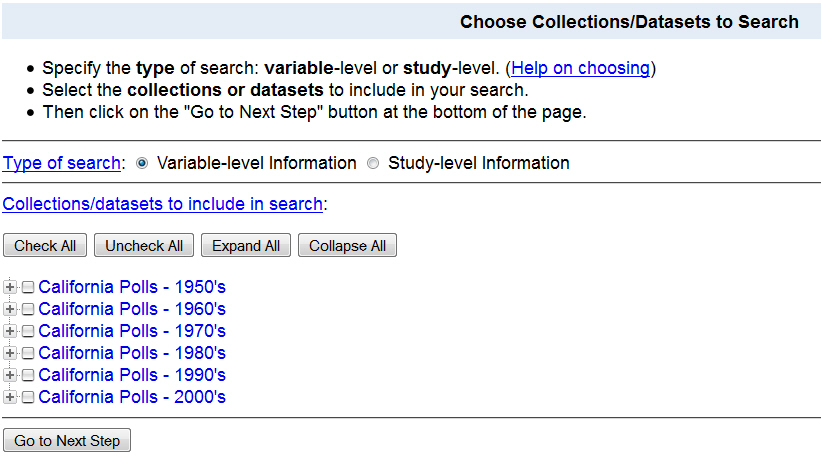 Choose Collections/Datasets to Search
Specify the type of search: variable-level or study-level. (Help on choosing)
Select the collections or datasets to include in your search.
Then click on the "Go to Next Step" button at the bottom of the page.
Type of search: Variable-level Information Study-level Information
Collections/datasets to include in search:
Check All Uncheck All Expand All Collapse All
California Polls - 1950's
California Polls - 1960's
California Polls - 1970's
California Polls - 1980's
California Polls - 1990's
California Polls - 2000's
Go to Next Step